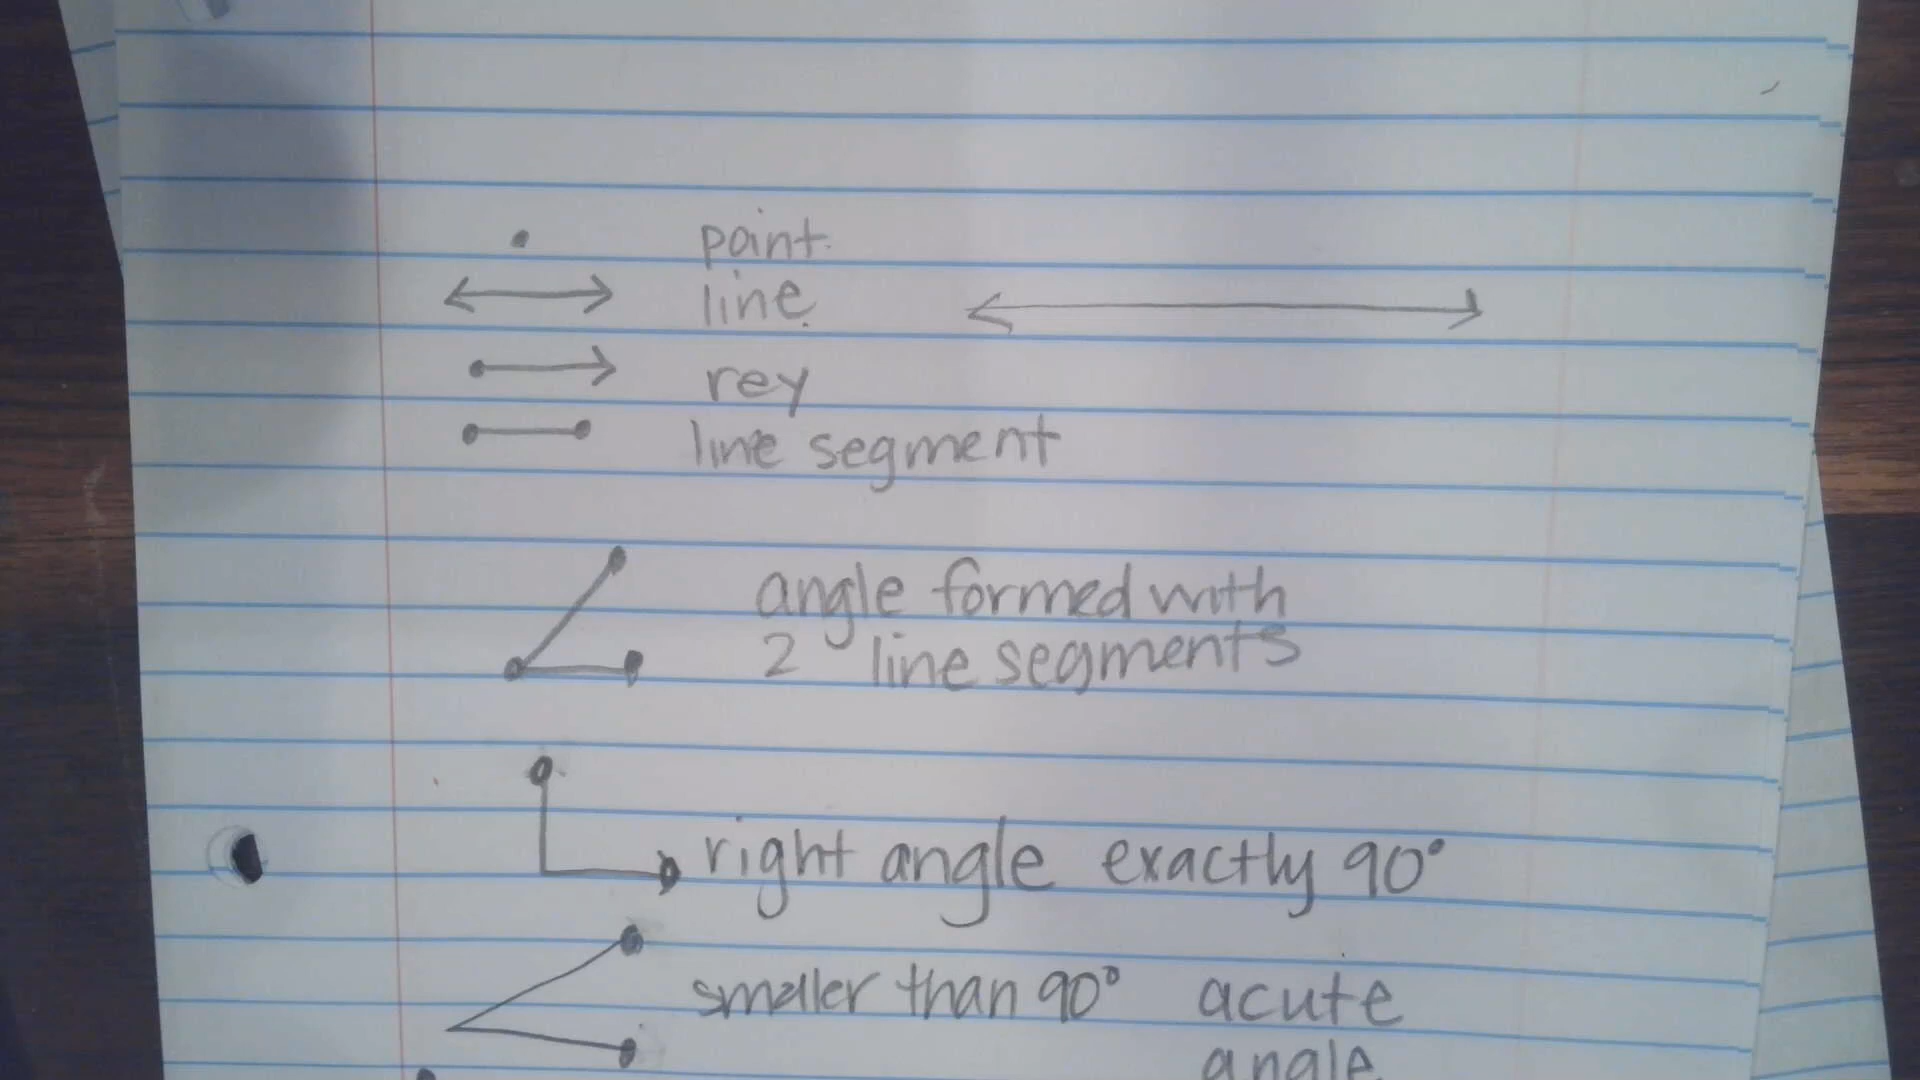 point
line
rey
line segment
angle formed with
2 line segments
right angle exactly 90°
smaller than 90° acute
angle